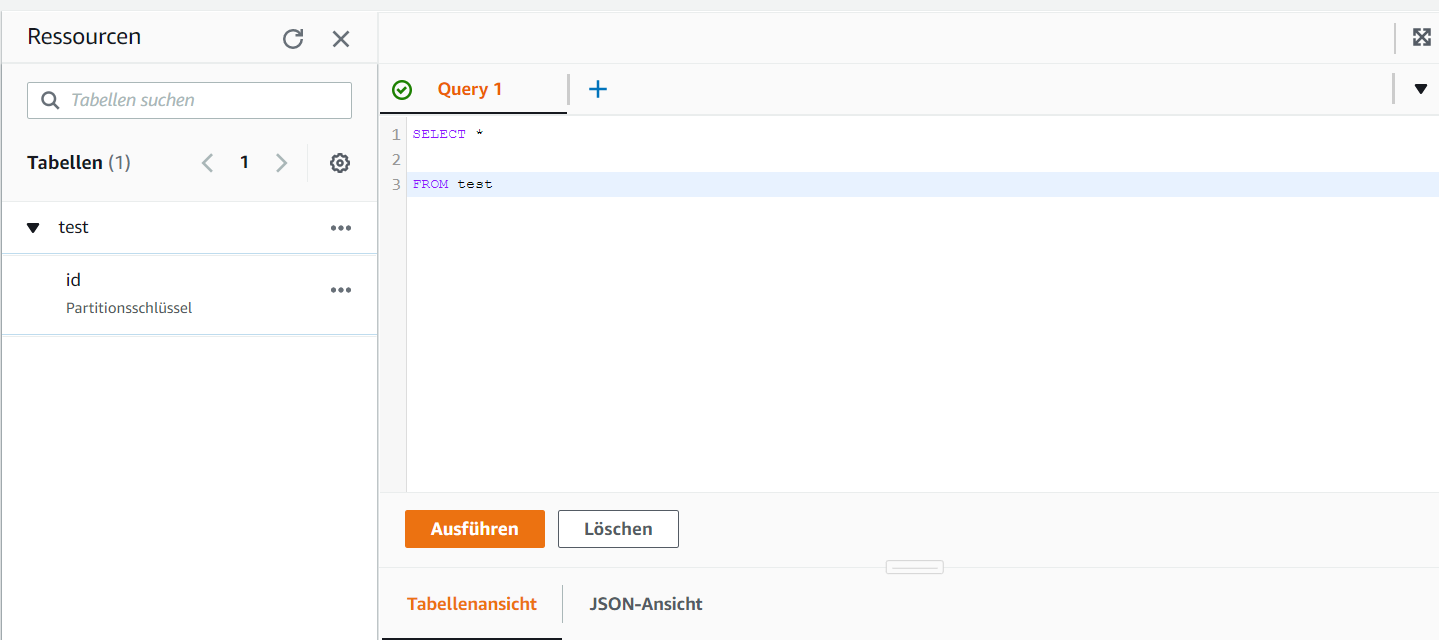 Ressourcen
Tabellen suchen
Tabellen (1)
1
test
id
Partitionsschlüssel
Query 1
1 SELECT *
2
3 FROM test
Ausführen
Löschen
Tabellenansicht
JSON-Ansicht